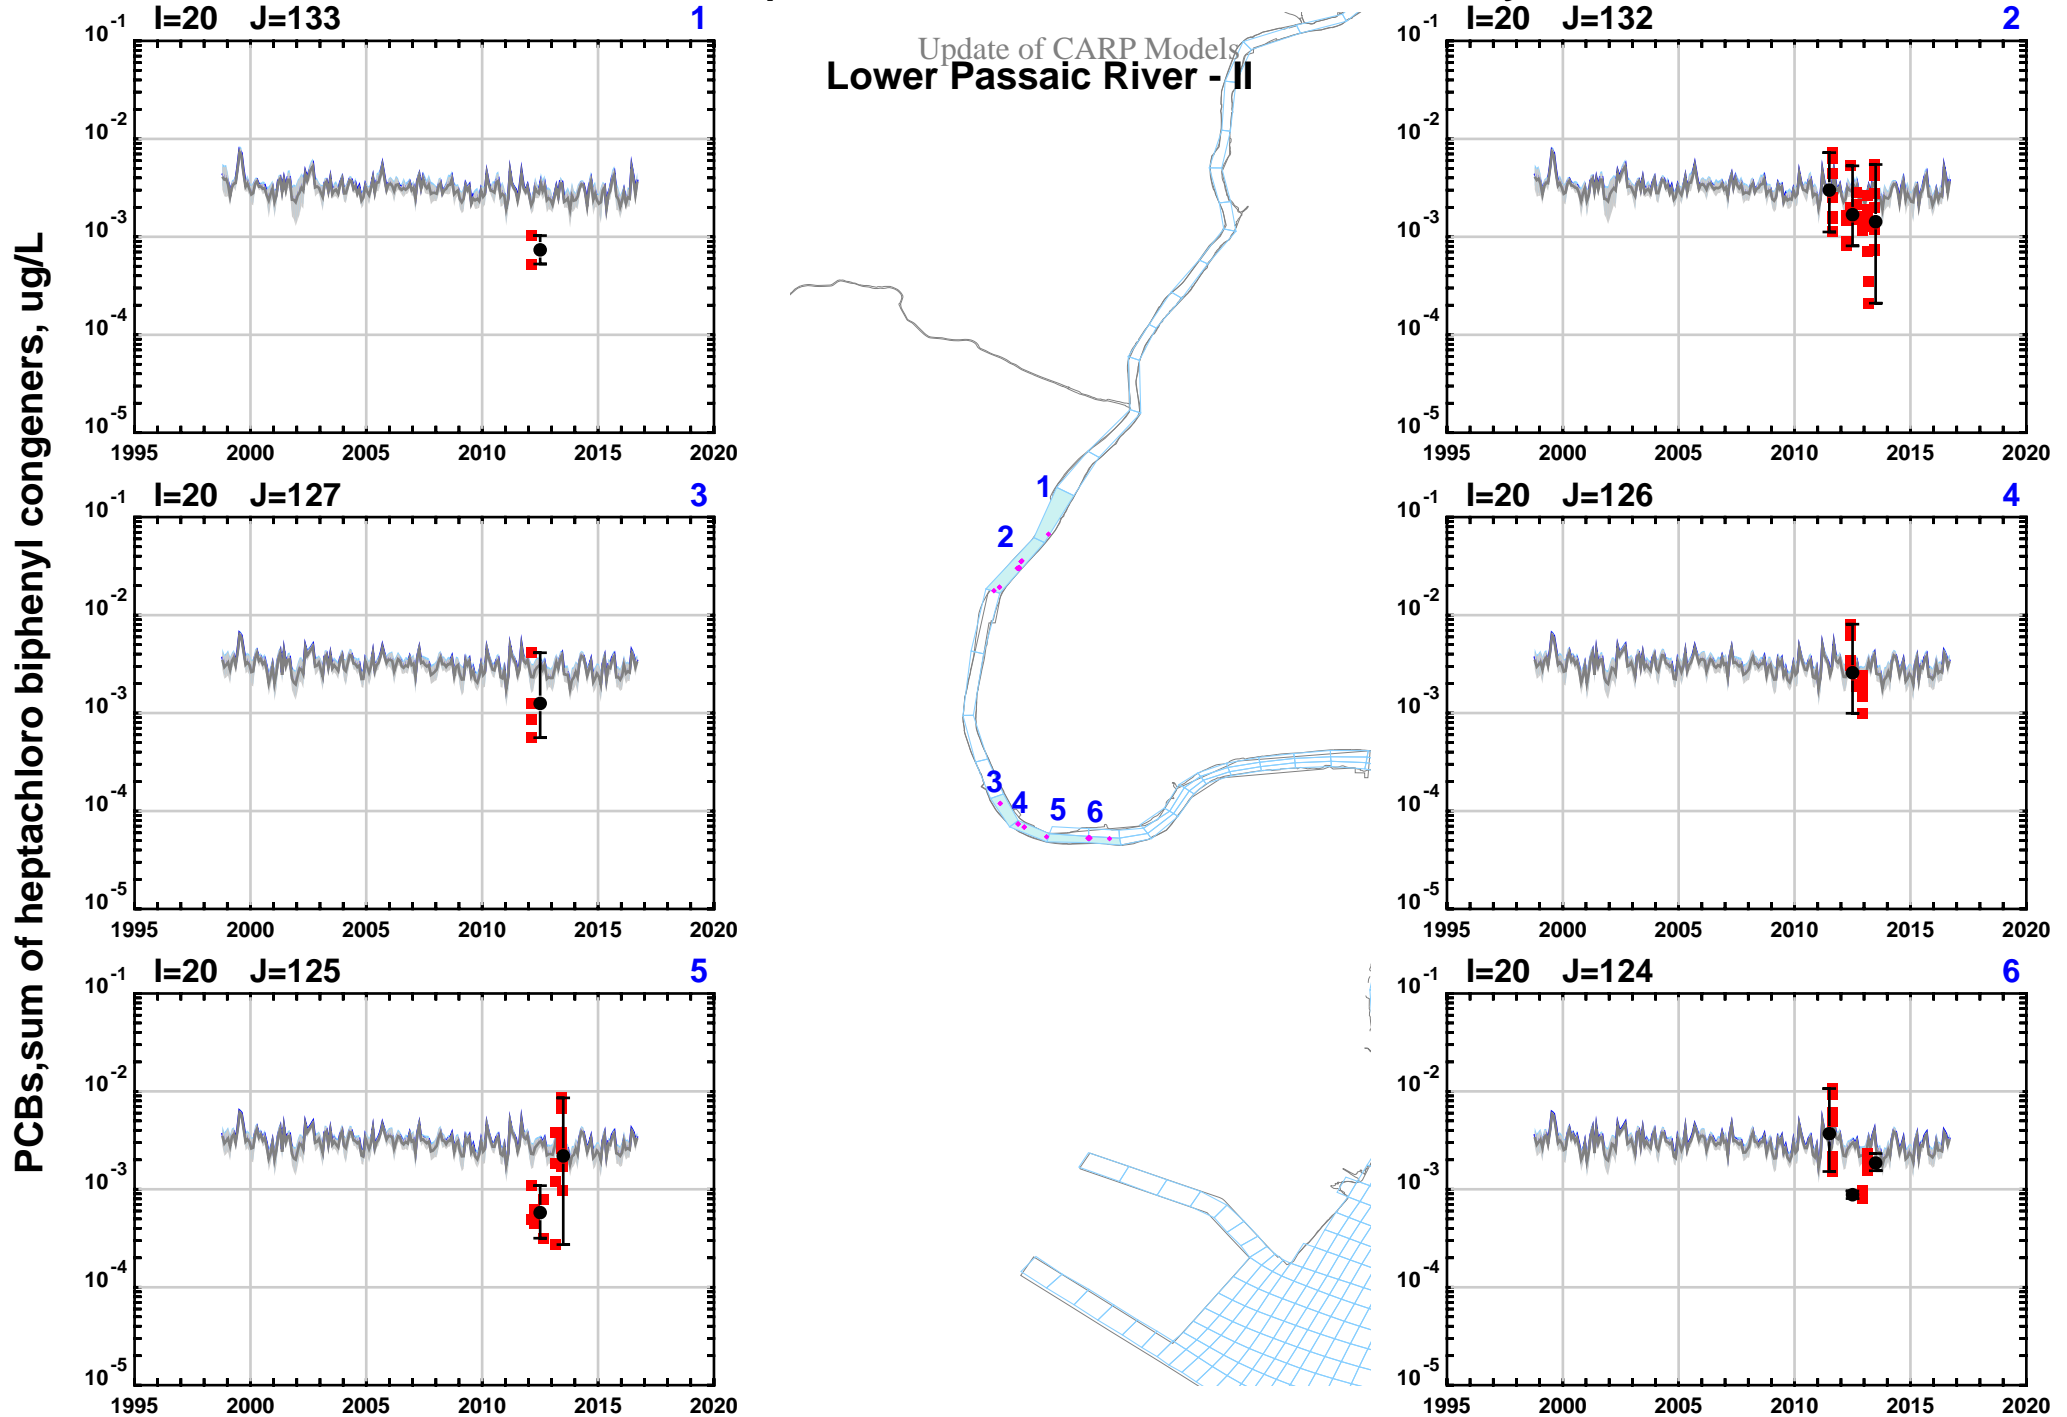 Update of CARP Models
Lower Passaic River - II
PCBs,sum of heptachloro biphenyl congeners, ug/L
I=20 J=133 1
10-1
10-2
10-3
10-4
10-5
1995 2000 2005 2010 2015 2020
I=20 J=132 2
10-1
10-2
10-3
10-4
10-5
1995 2000 2005 2010 2015 2020
I=20 J=127 3
10-1
10-2
10-3
10-4
10-5
1995 2000 2005 2010 2015 2020
I=20 J=126 4
10-1
10-2
10-3
10-4
10-5
1995 2000 2005 2010 2015 2020
I=20 J=125 5
10-1
10-2
10-3
10-4
10-5
1995 2000 2005 2010 2015 2020
I=20 J=124 6
10-1
10-2
10-3
10-4
10-5
1995 2000 2005 2010 2015 2020
1
2
3
4
5
6